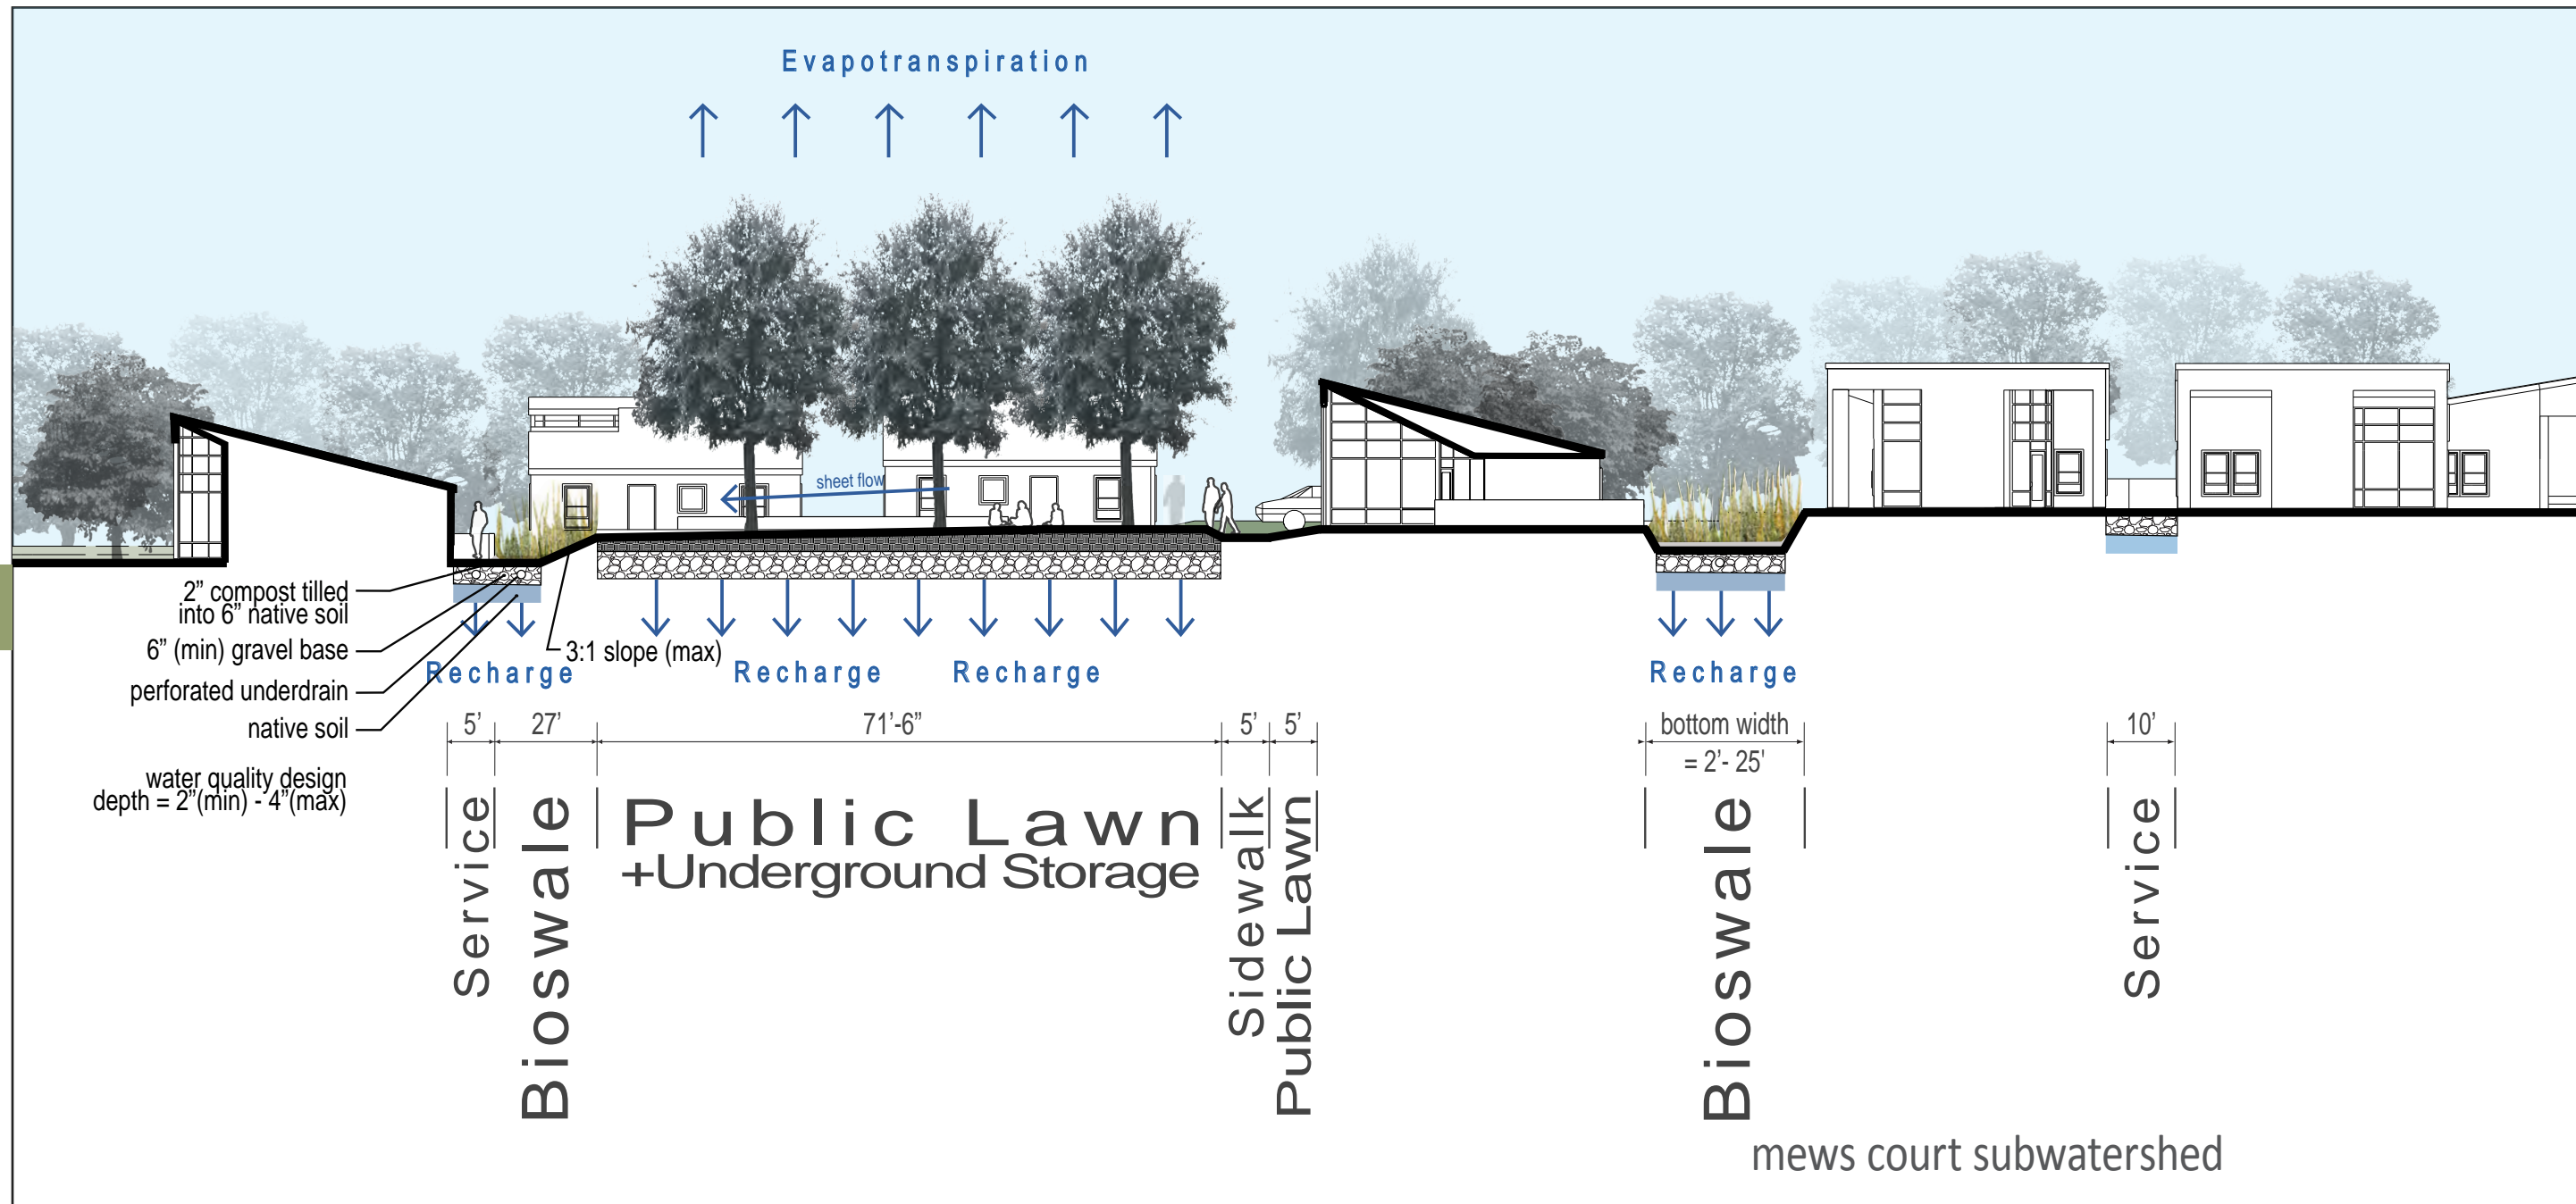 Evapotranspiration
sheet flow
2” compost tilled
into 6” native soil
6” (min) gravel base
perforated underdrain
native soil
water quality design
depth = 2”(min) - 4”(max)
3:1 slope (max)
Recharge
Recharge
Recharge
Recharge
5’
27’
71’-6”
5’
5’
bottom width
= 2’- 25'
10’
Service
Bioswale
Public Lawn
+Underground Storage
Sidewalk
Public Lawn
Bioswale
Service
mews court subwatershed